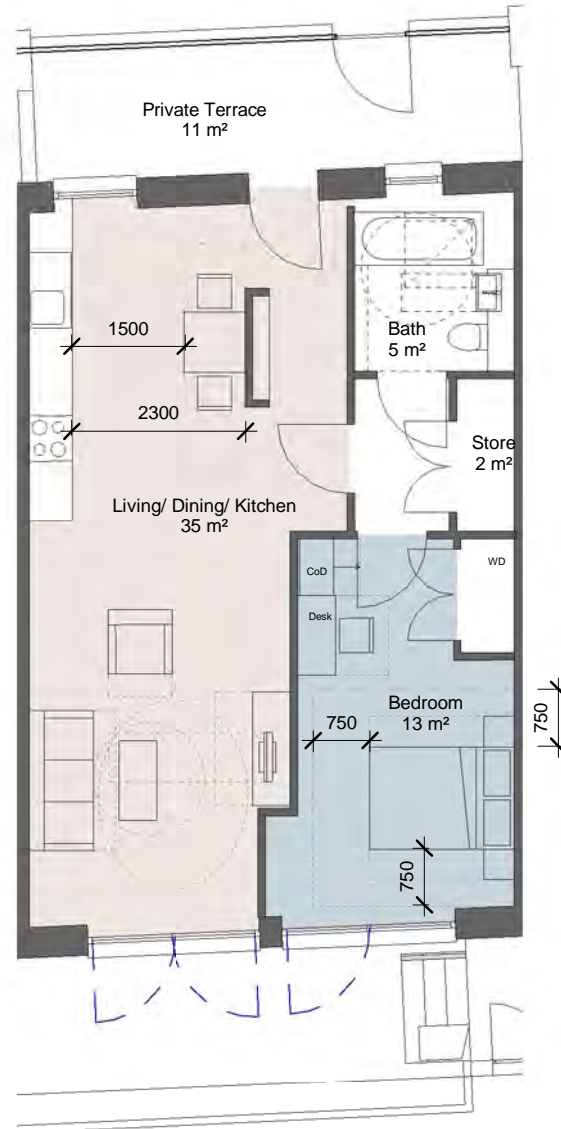 Private Terrace
11 m²
1500
Bath
5 m²
2300
Store
2 m²
Living/ Dining/ Kitchen
35 m²
WD
CoD
Desk
Bedroom
13 m²
750
750
750